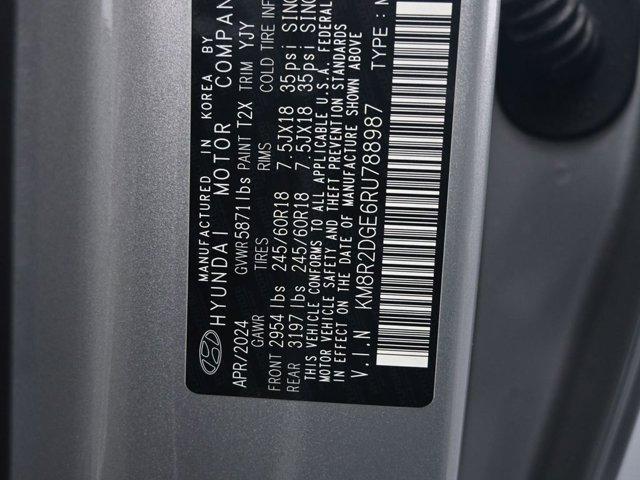 MANUFACTURED IN KOREA BY
HYUNDAI MOTOR COMPAN
APR/2024 GVWR 5871 lbs PAINT T2X TRIM YJY
GAWR TIRES RIMS COLD TIRE INF
FRONT 2954 lbs 245/60R18 7.5JX18 35psi SING
REAR 3197 lbs 245/60R18 7.5JX18 35psi SING
THIS VEHICLE CONFORMS TO ALL APPLICABLE U.S.A. FEDERAL
MOTOR VEHICLE SAFETY AND THEFT PREVENTION STANDARDS
IN EFFECT ON THE DATE OF MANUFACTURE SHOWN ABOVE
V.I.N KM8R2DGE6RU788987 TYPE : M